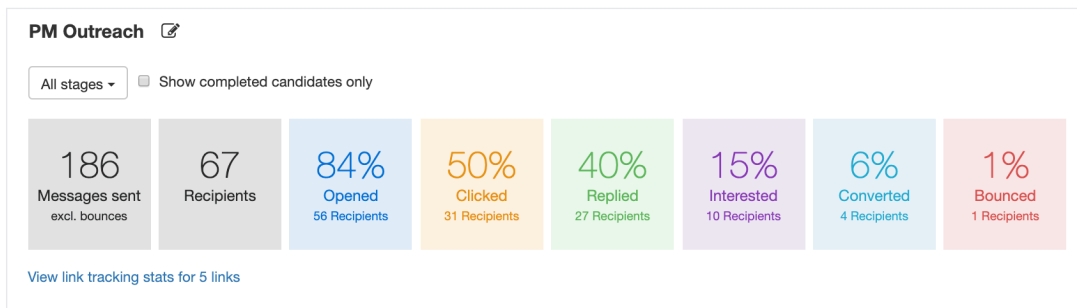 PM Outreach
All stages
Show completed candidates only
186
Messages sent
excl. bounces
67
Recipients
84%
Opened
56 Recipients
50%
Clicked
31 Recipients
40%
Replied
27 Recipients
15%
Interested
10 Recipients
6%
Converted
4 Recipients
1%
Bounced
1 Recipients
View link tracking stats for 5 links